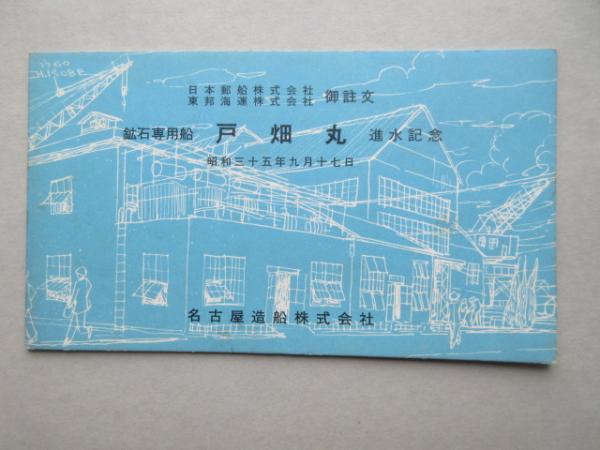 1960
H.ISOBE
日本郵船株式会社
東邦海運株式会社 御註文
鉱石専用船 戸畑丸 進水記念
昭和三十五年九月十七日
名古屋造船株式会社